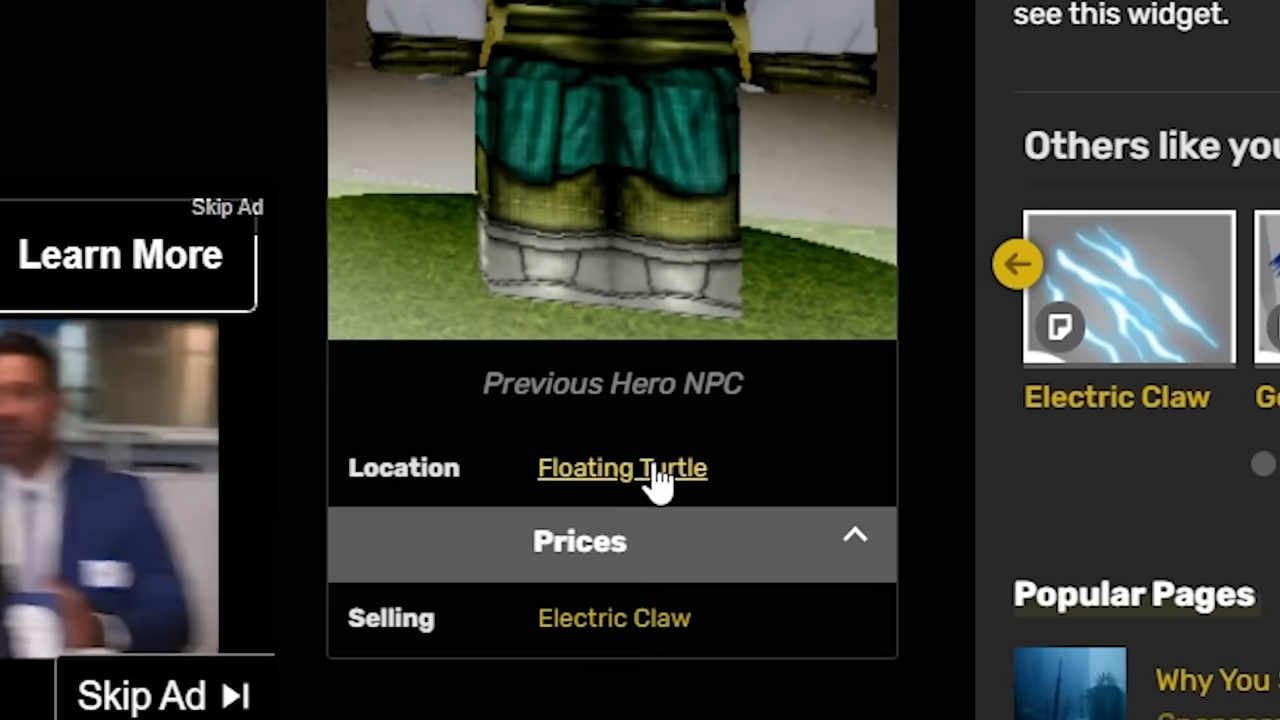 see this widget.
Others like you
Skip Ad
Learn More
Previous Hero NPC
Electric Claw
Location Floating Turtle
Prices
Selling Electric Claw
Popular Pages
Skip Ad
Why You